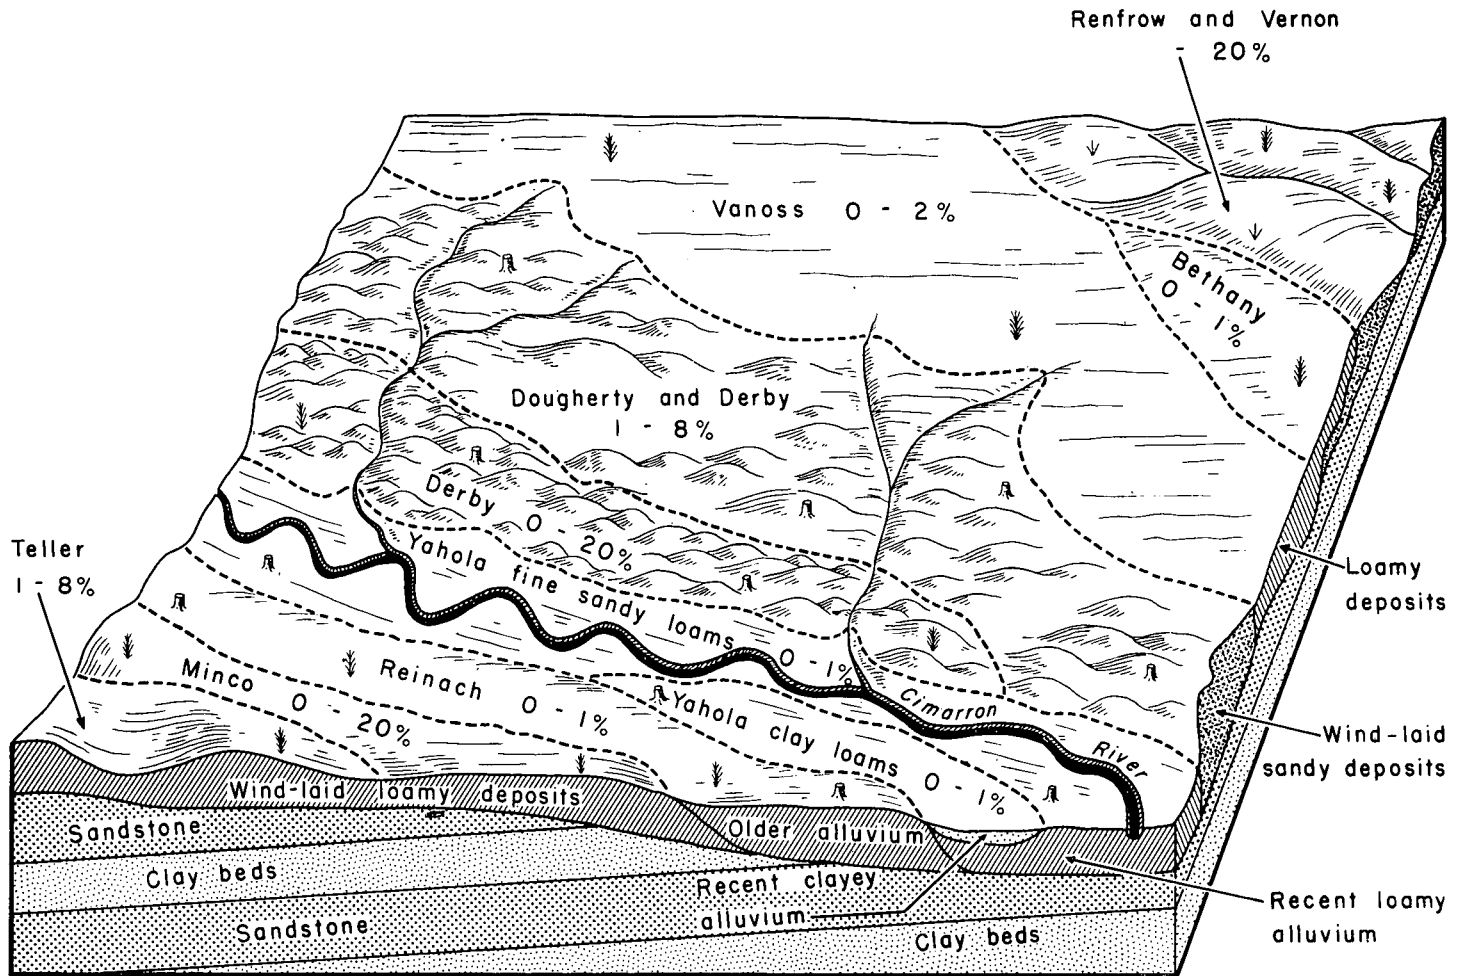 Renfrow and Vernon
- 20%
Vanoss 0 - 2%
Bethany
0 - 1%
Dougherty and Derby
1 - 8%
Derby 0 - 20%
Yahola fine sandy loams 0 - 1%
Teller
1 - 8%
Loamy
deposits
Reinach 0 - 1%
Minco 0 - 20%
Yahola clay loams 0 - 1%
Cimarron River
Wind-laid
sandy deposits
Wind-laid loamy deposits
Sandstone
Older alluvium
Clay beds
Recent clayey
alluvium
Recent loamy
alluvium
Sandstone
Clay beds